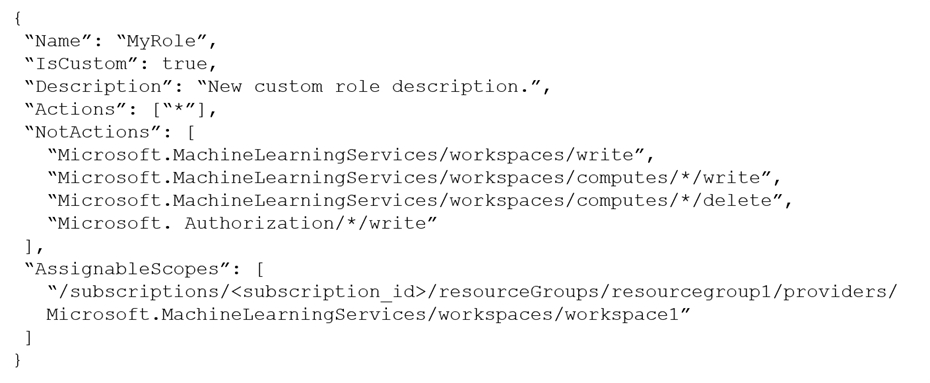 {
“Name”: “MyRole”,
“IsCustom”: true,
“Description”: “New custom role description.”,
“Actions”: [“*”],
“NotActions”: [
“Microsoft.MachineLearningServices/workspaces/write”,
“Microsoft.MachineLearningServices/workspaces/computes/*/write”,
“Microsoft.MachineLearningServices/workspaces/computes/*/delete”,
“Microsoft. Authorization/*/write”
],
“AssignableScopes”: [
“/subscriptions/<subscription_id>/resourceGroups/resourcegroup1/providers/
Microsoft.MachineLearningServices/workspaces/workspace1”
]
}